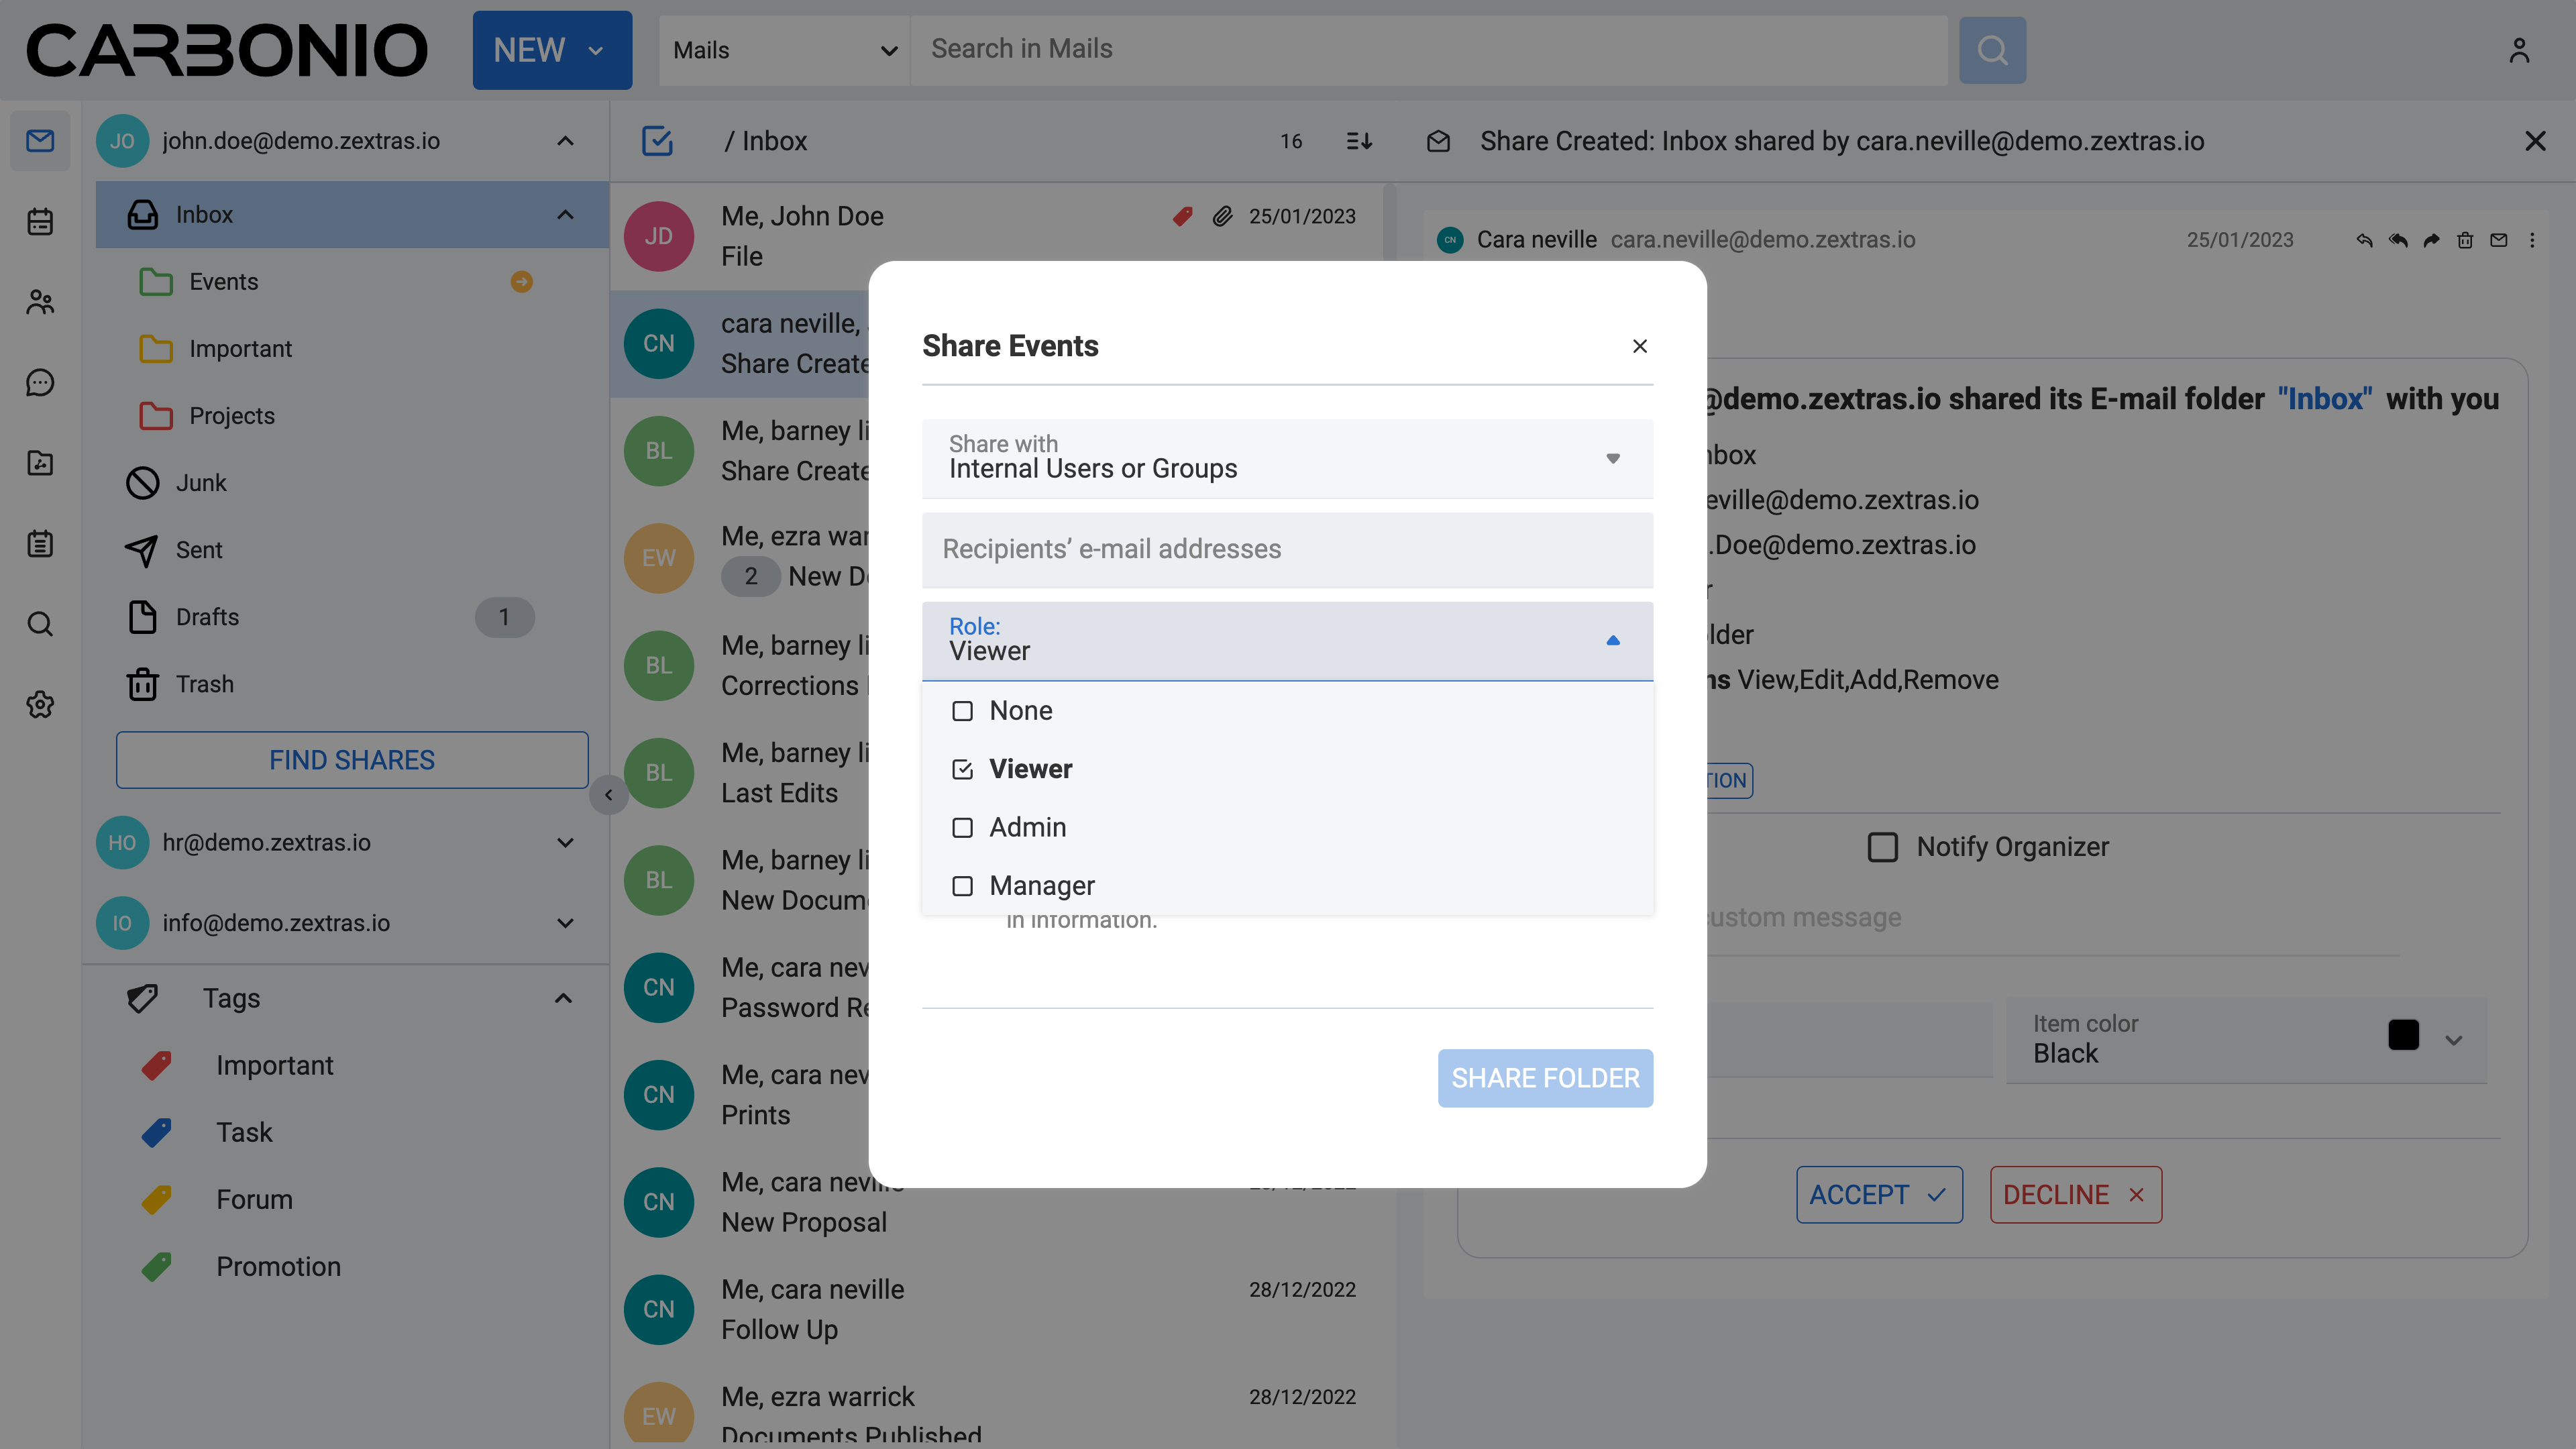 CARBONIO
NEW
Mails
Search in Mails
JO john.doe@demo.zextras.io
Inbox
Events
Important
Projects
Junk
Sent
Drafts 1
Trash
FIND SHARES
HO hr@demo.zextras.io
IO info@demo.zextras.io
Tags
Important
Task
Forum
Promotion
/ Inbox 16
JD Me, John Doe 25/01/2023
File
CN cara neville,
Share Create
BL Me, barney li
Share Create
EW Me, ezra war
2 New D
BL Me, barney li
Corrections
BL Me, barney li
Last Edits
BL Me, barney li
New Docum
CN Me, cara nev
Password Re
CN Me, cara nev
Prints
CN Me, cara neville
New Proposal
CN Me, cara neville 28/12/2022
Follow Up
EW Me, ezra warrick 28/12/2022
Documents Published
Share Created: Inbox shared by cara.neville@demo.zextras.io
CN Cara neville cara.neville@demo.zextras.io 25/01/2023
@demo.zextras.io shared its E-mail folder "Inbox" with you
nbox
eville@demo.zextras.io
.Doe@demo.zextras.io
r
lder
ns View,Edit,Add,Remove
TION
Notify Organizer
custom message
Item color
Black
ACCEPT
DECLINE
Share Events
Share with
Internal Users or Groups
Recipients’ e-mail addresses
Role:
Viewer
None
Viewer
Admin
Manager
in information.
SHARE FOLDER